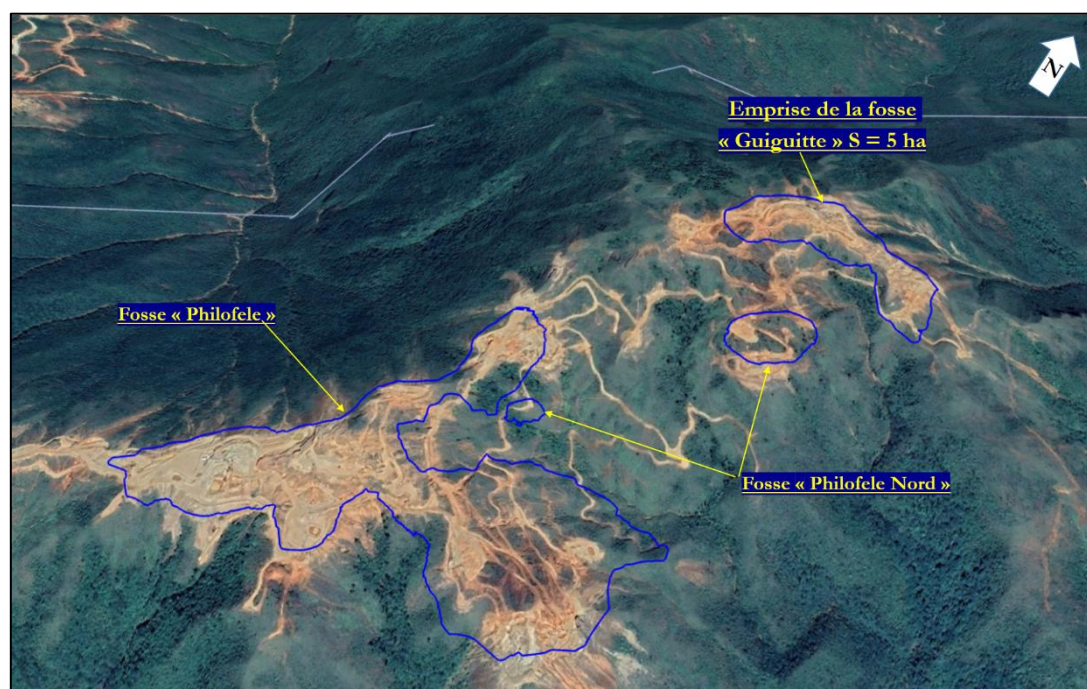 N
Emprise de la fosse
« Guiguitte » S = 5 ha
Fosse « Philofele »
Fosse « Philofele Nord »